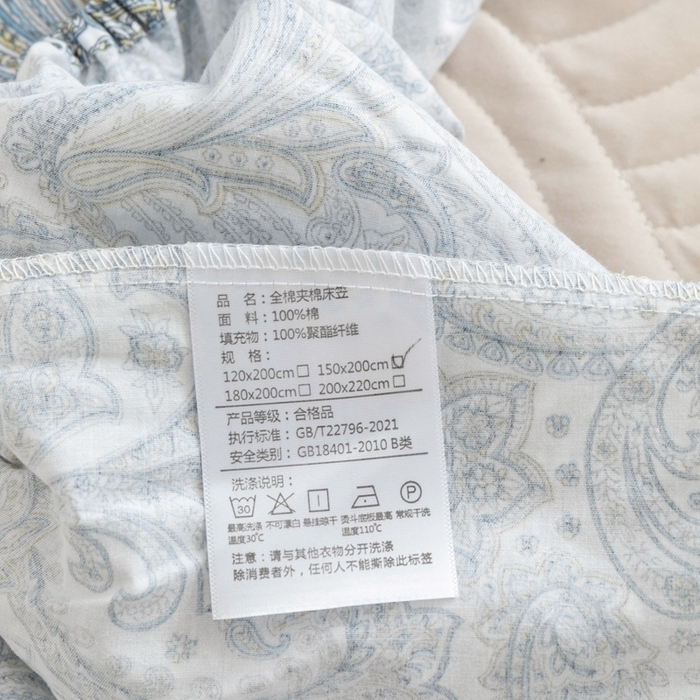 品 名：全棉夹棉床笠
面 料：100%棉
填充物：100%聚酯纤维
规 格：
120x200cm☐ 150x200cm☑
180x200cm☐ 200x220cm☐
产品等级：合格品
执行标准：GB/T22796-2021
安全类别：GB18401-2010 B类
洗涤说明：
30 P
最高洗涤温度30℃ 不可漂白 悬挂晾干 熨斗底板最高温度110℃ 常规干洗
注意：请与其他衣物分开洗涤
除消费者外，任何人不能撕除此标签